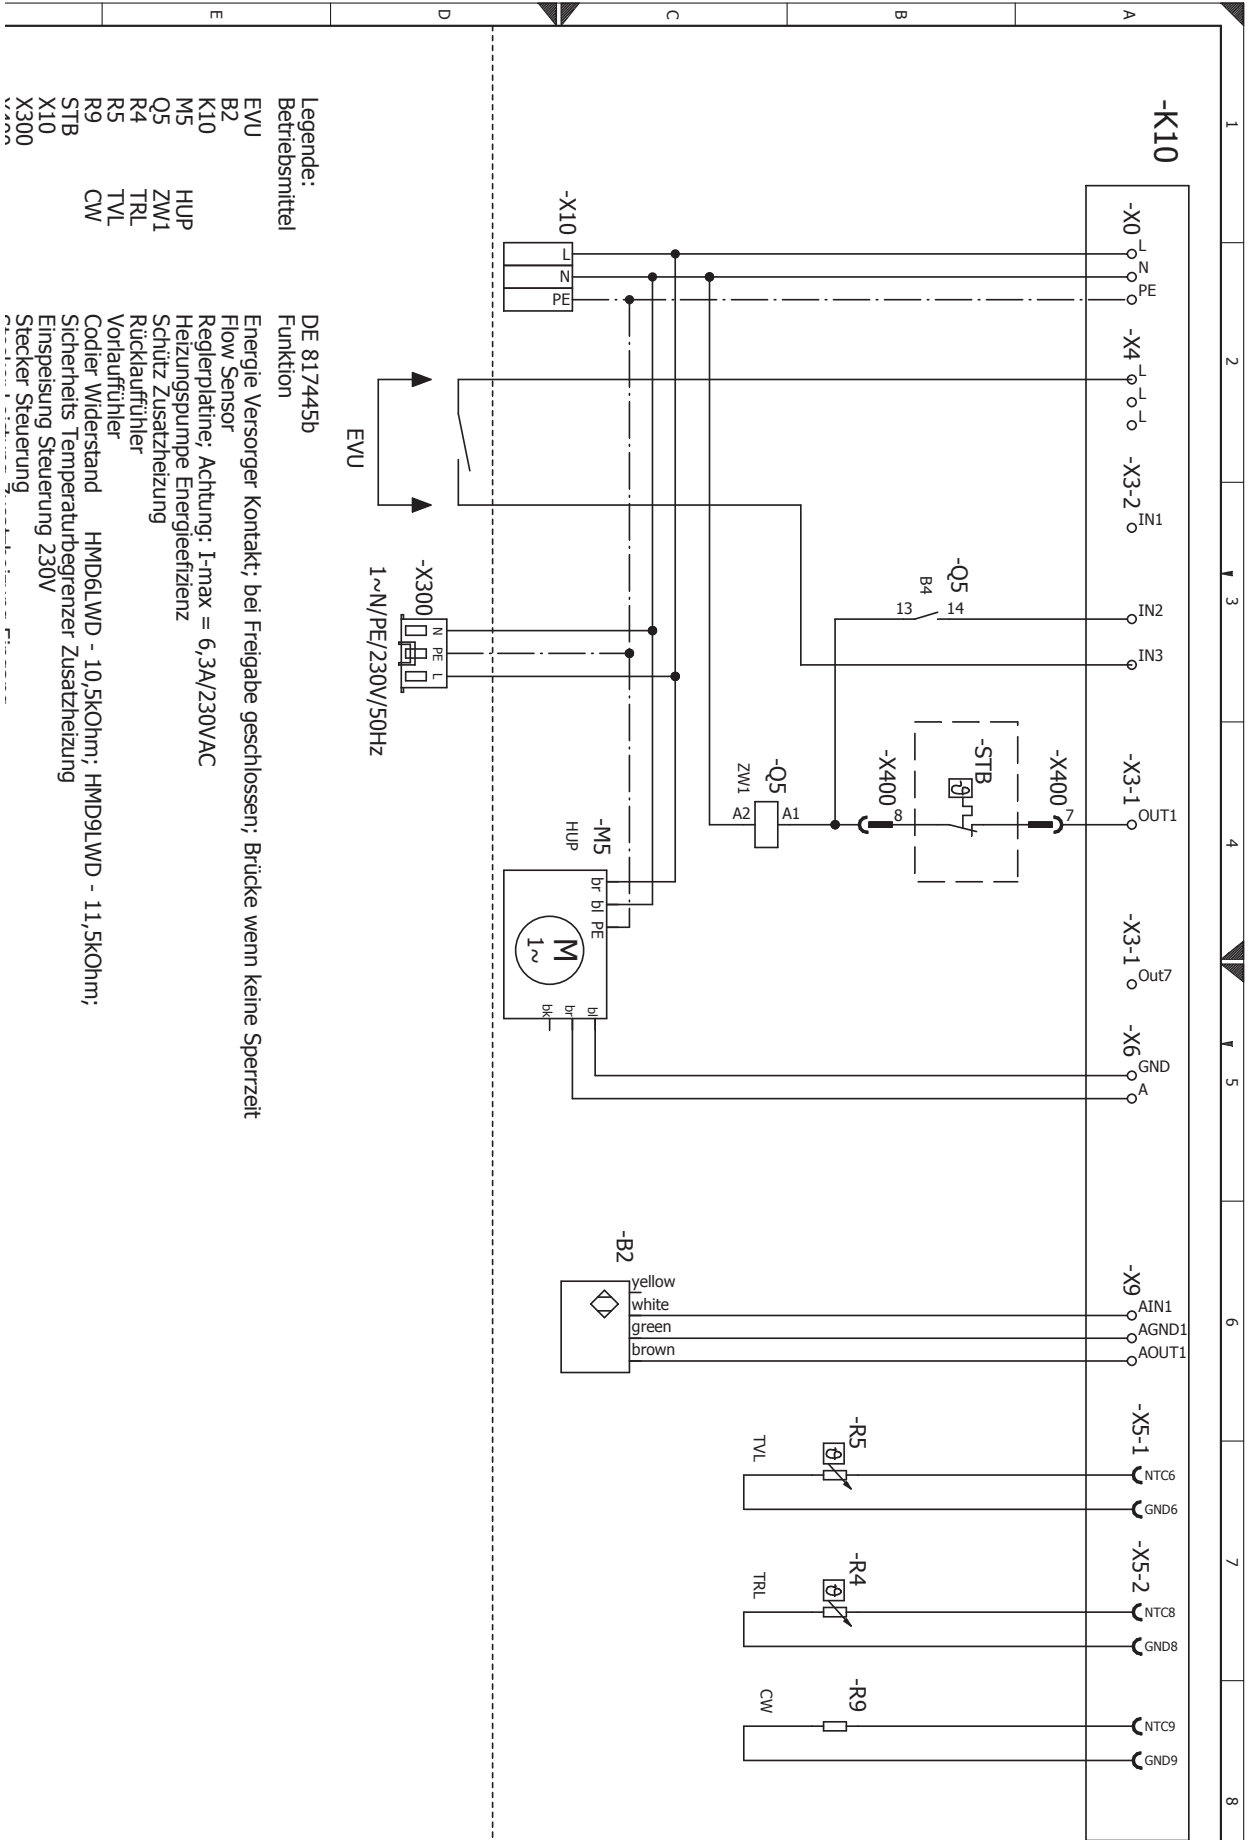 1
2
3
4
5
6
7
8
A
B
C
D
E
-K10
-X0
L
N
PE
-X4
L
L
L
-X3-2
IN1
IN2
IN3
-X3-1
OUT1
-X3-1
Out7
-X6
GND
A
-X9
AIN1
AGND1
AOUT1
-X5-1
NTC6
GND6
-X5-2
NTC8
GND8
NTC9
GND9
-Q5
B4
13
14
-X400
7
-STB
-X400
8
-Q5
ZW1
A1
A2
-R5
TVL
-R4
TRL
-R9
CW
-X10
L
N
PE
-M5
HUP
br
bl
PE
M
1~
bl
br
bk
-B2
yellow
white
green
brown
EVU
-X300
N
PE
L
1~N/PE/230V/50Hz
Legende: DE 817445b
Betriebsmittel Funktion
EVU Energie Versorger Kontakt; bei Freigabe geschlossen; Brücke wenn keine Sperrzeit
B2 Flow Sensor
K10 Reglerplatine; Achtung: I-max = 6,3A/230VAC
M5 HUP Heizungspumpe Energieefizienz
Q5 ZW1 Schütz Zusatzheizung
R4 TRL Rücklauffühler
R5 TVL Vorlauffühler
R9 CW Codier Widerstand HMD6LWD - 10,5kOhm; HMD9LWD - 11,5kOhm;
STB Sicherheits Temperaturbegrenzer Zusatzheizung
X10 Einspeisung Steuerung 230V
X300 Stecker Steuerung